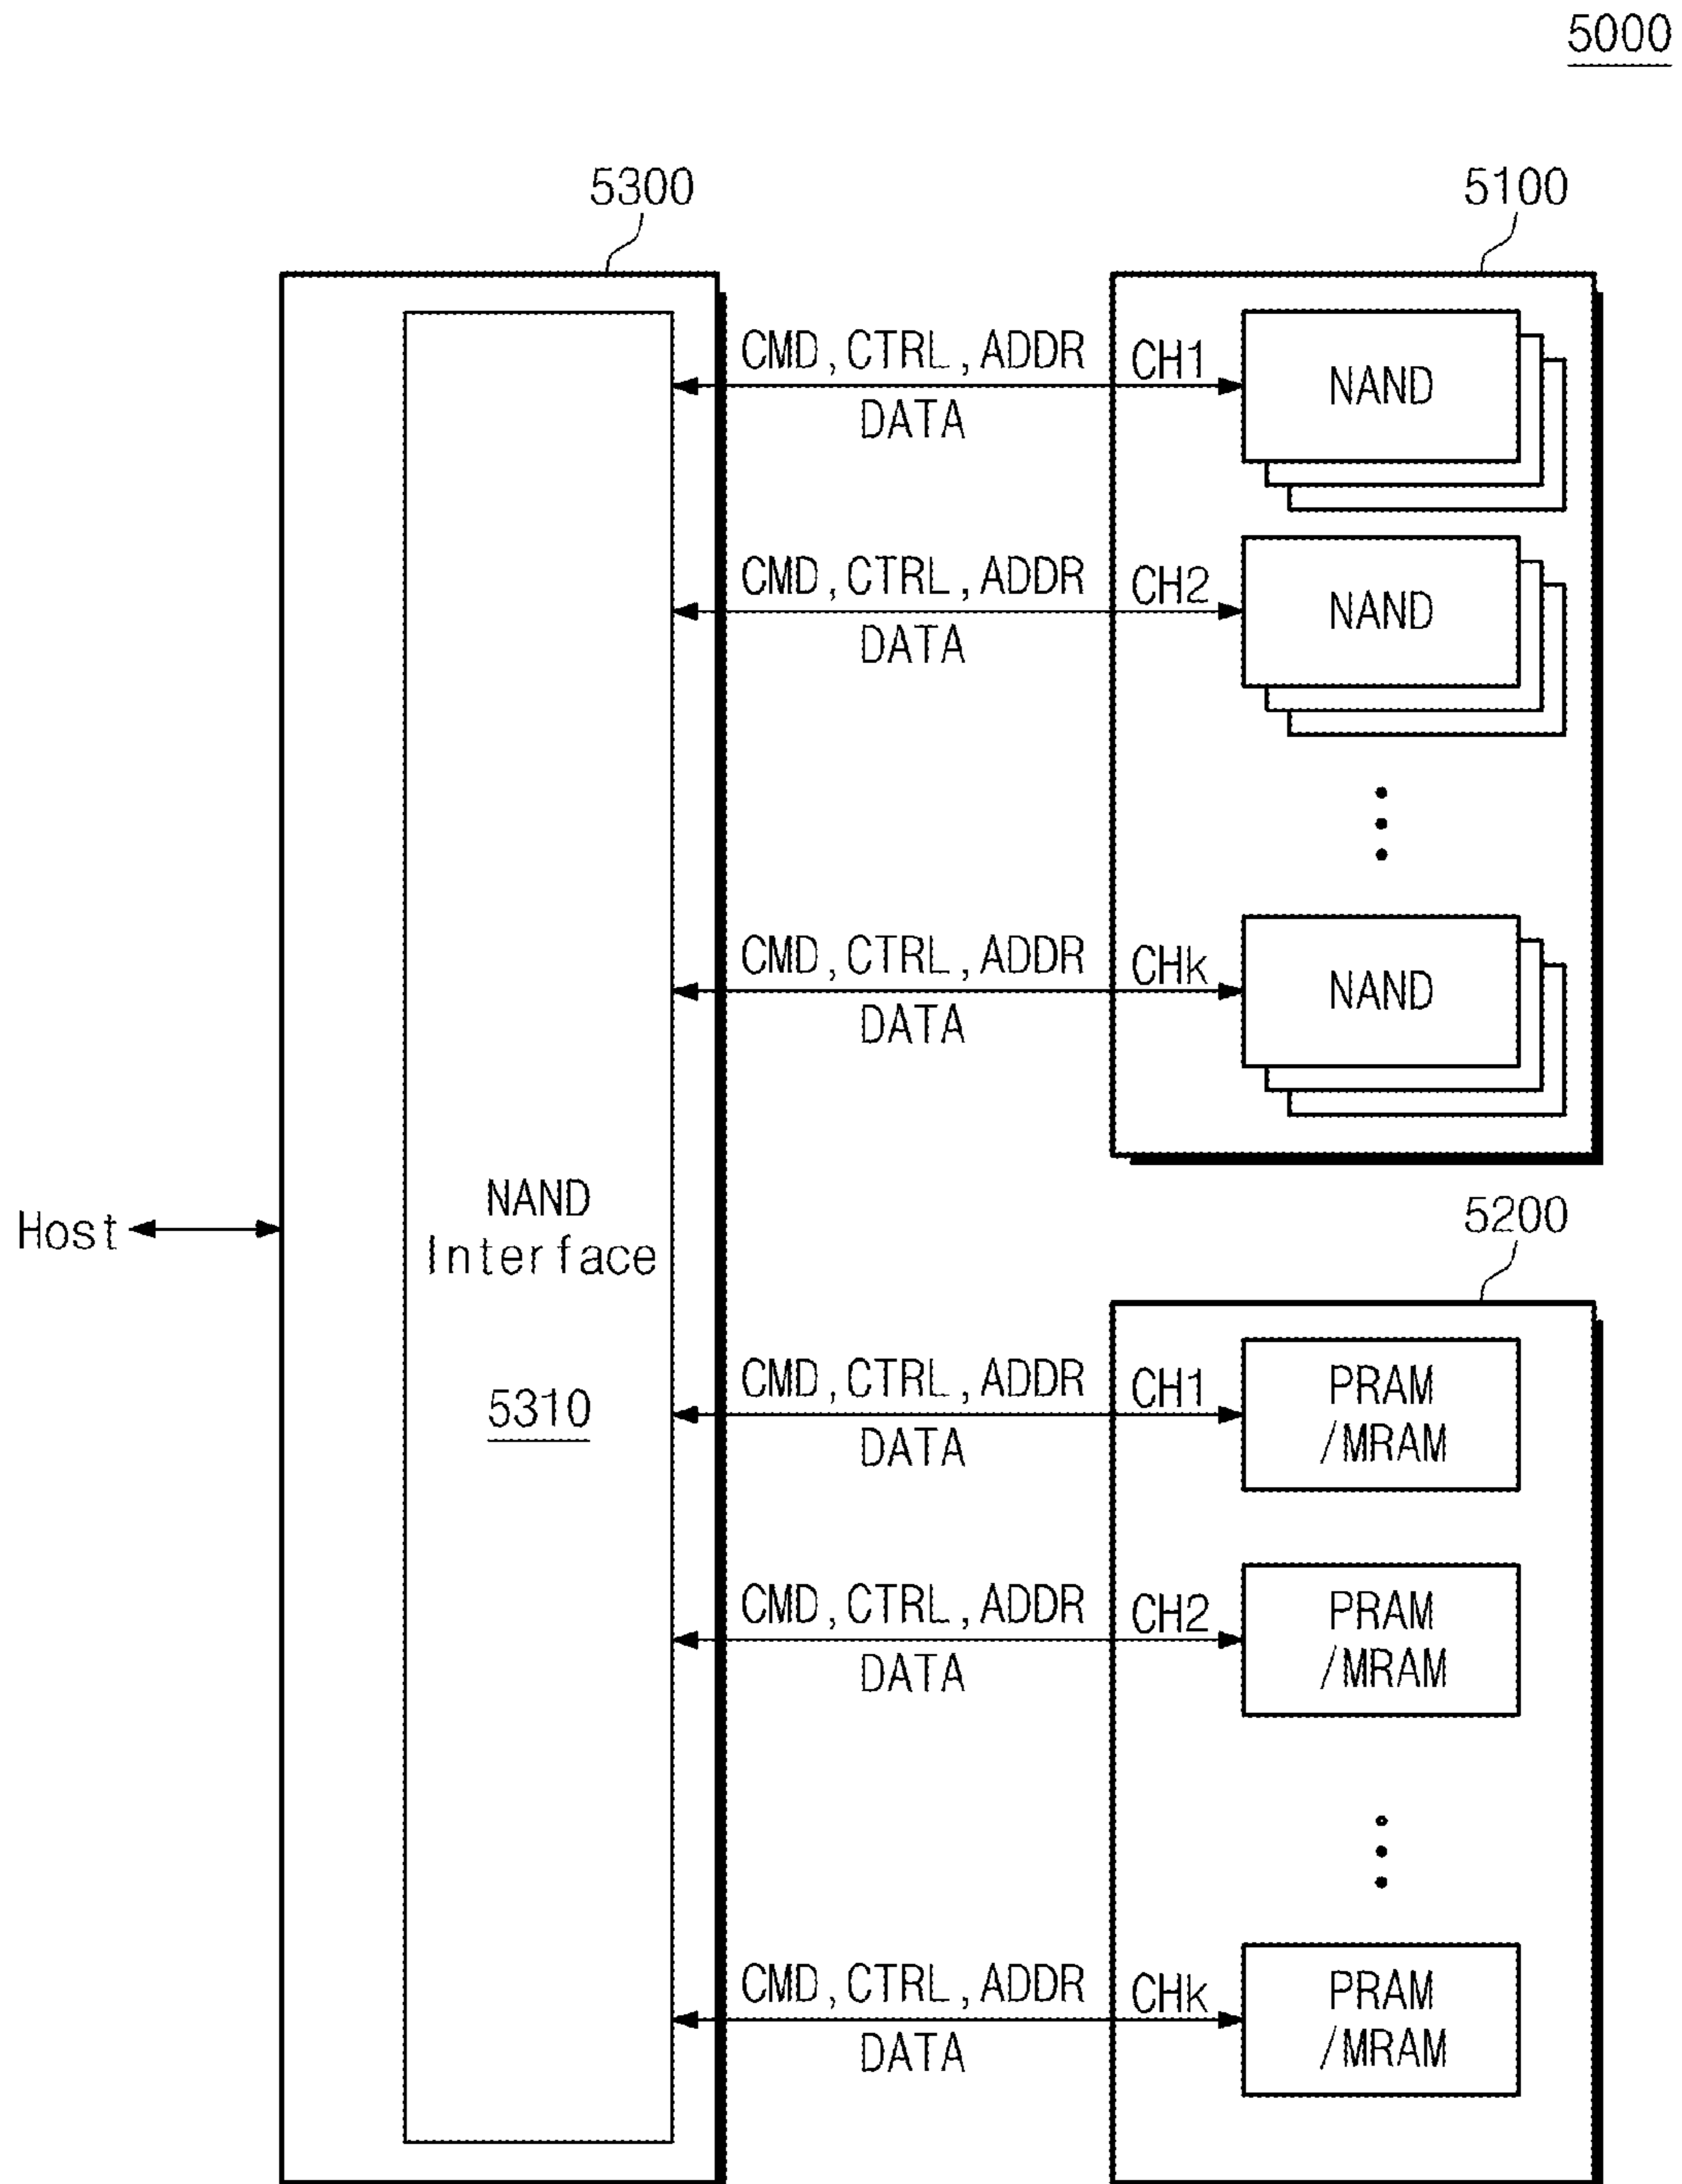 5000
5300
5100
CMD,CTRL,ADDR
DATA
CH1
NAND
CMD,CTRL,ADDR
DATA
CH2
NAND
CMD,CTRL,ADDR
DATA
CHk
NAND
Host
NAND
Interface
5310
5200
CMD,CTRL,ADDR
DATA
CH1
PRAM
/MRAM
CMD,CTRL,ADDR
DATA
CH2
PRAM
/MRAM
CMD,CTRL,ADDR
DATA
CHk
PRAM
/MRAM